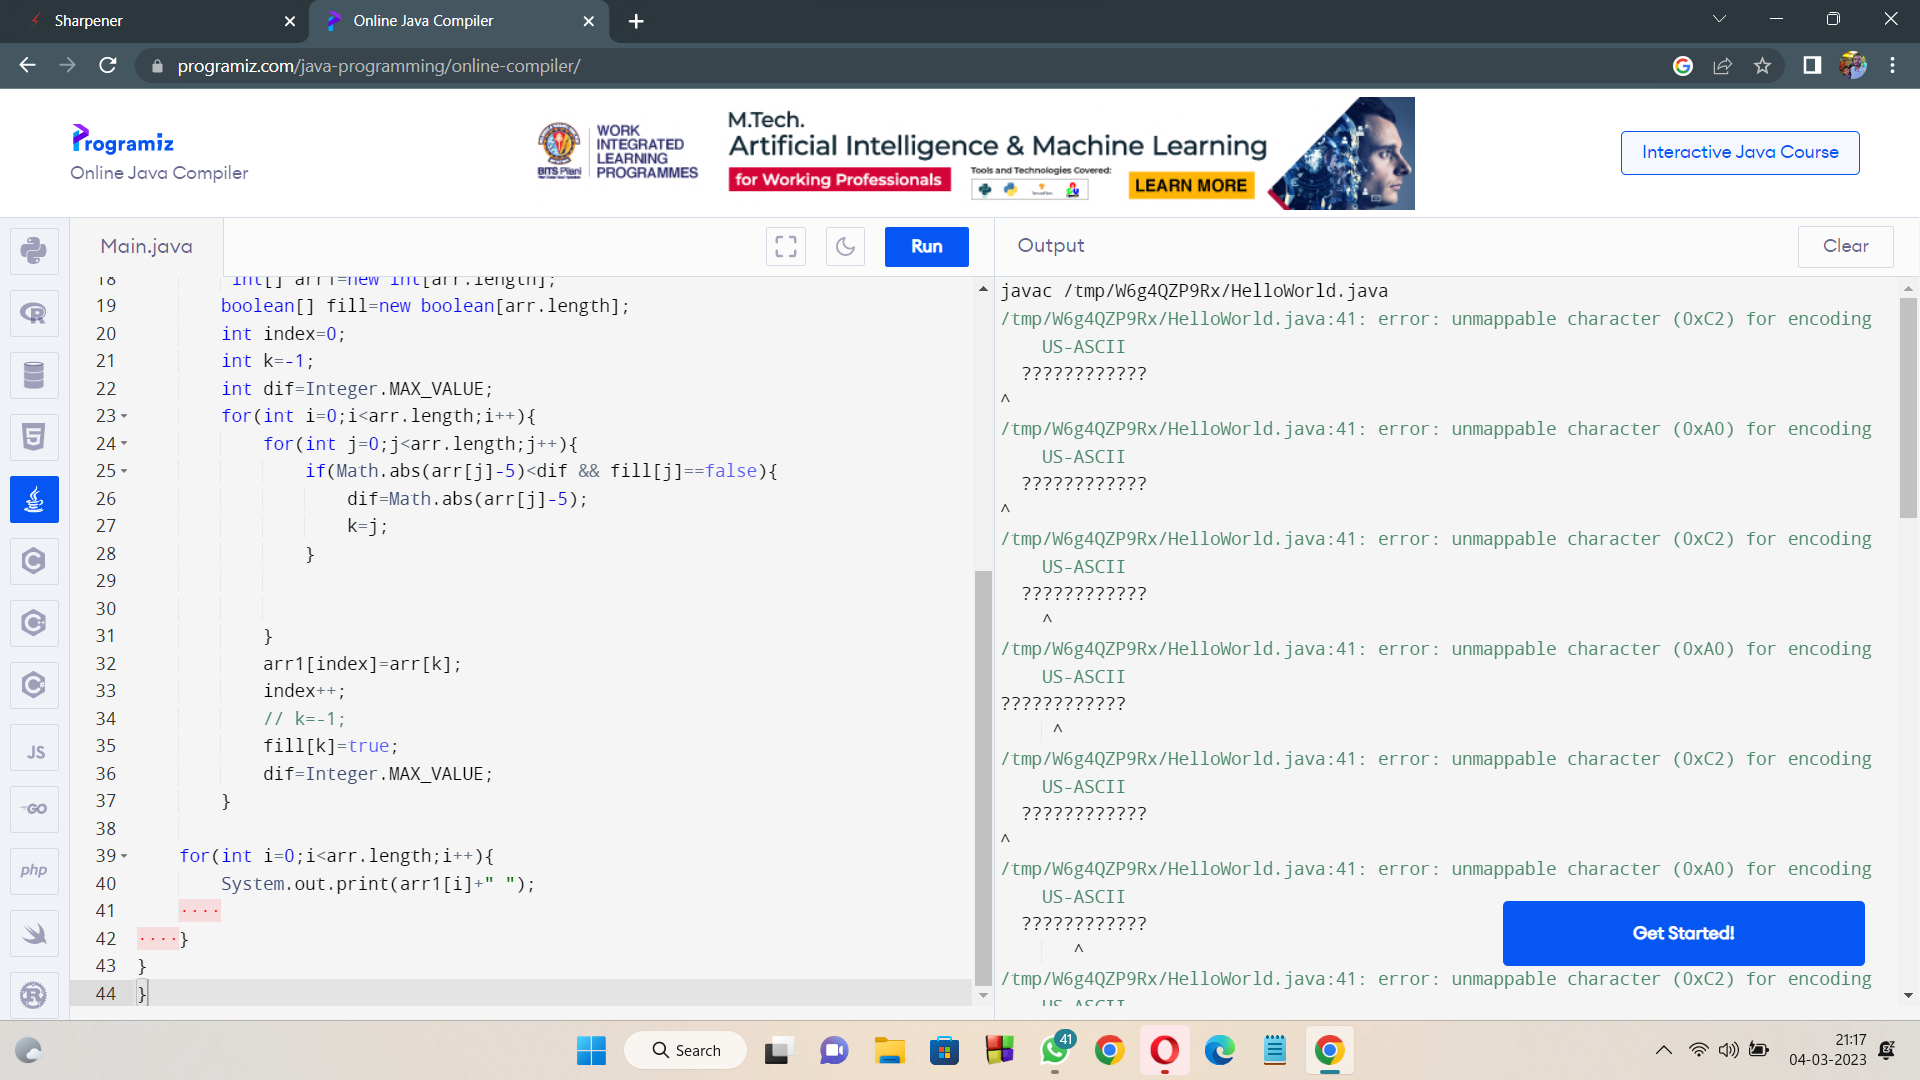 Sharpener
Online Java Compiler
programiz.com/java-programming/online-compiler/
Programiz
Online Java Compiler
BITS Pilani
WORK
INTEGRATED
LEARNING
PROGRAMMES
M.Tech.
Artificial Intelligence & Machine Learning
for Working Professionals
Tools and Technologies Covered:
LEARN MORE
Interactive Java Course
Main.java
Run
Output
Clear
18 int[] arr1=new int[arr.length];
19 boolean[] fill=new boolean[arr.length];
20 int index=0;
21 int k=-1;
22 int dif=Integer.MAX_VALUE;
23 for(int i=0;i<arr.length;i++){
24 for(int j=0;j<arr.length;j++){
25 if(Math.abs(arr[j]-5)<dif && fill[j]==false){
26 dif=Math.abs(arr[j]-5);
27 k=j;
28 }
29
30
31 }
32 arr1[index]=arr[k];
33 index++;
34 // k=-1;
35 fill[k]=true;
36 dif=Integer.MAX_VALUE;
37 }
38
39 for(int i=0;i<arr.length;i++){
40 System.out.print(arr1[i]+" ");
41 ····
42 ····}
43 }
44 }
javac /tmp/W6g4QZP9Rx/HelloWorld.java
/tmp/W6g4QZP9Rx/HelloWorld.java:41: error: unmappable character (0xC2) for encoding
US-ASCII
????????????
^
/tmp/W6g4QZP9Rx/HelloWorld.java:41: error: unmappable character (0xA0) for encoding
US-ASCII
????????????
^
/tmp/W6g4QZP9Rx/HelloWorld.java:41: error: unmappable character (0xC2) for encoding
US-ASCII
????????????
^
/tmp/W6g4QZP9Rx/HelloWorld.java:41: error: unmappable character (0xA0) for encoding
US-ASCII
????????????
^
/tmp/W6g4QZP9Rx/HelloWorld.java:41: error: unmappable character (0xC2) for encoding
US-ASCII
????????????
^
/tmp/W6g4QZP9Rx/HelloWorld.java:41: error: unmappable character (0xA0) for encoding
US-ASCII
????????????
^
/tmp/W6g4QZP9Rx/HelloWorld.java:41: error: unmappable character (0xC2) for encoding
US-ASCII
Get Started!
JS
GO
php
Search
41
21:17
04-03-2023